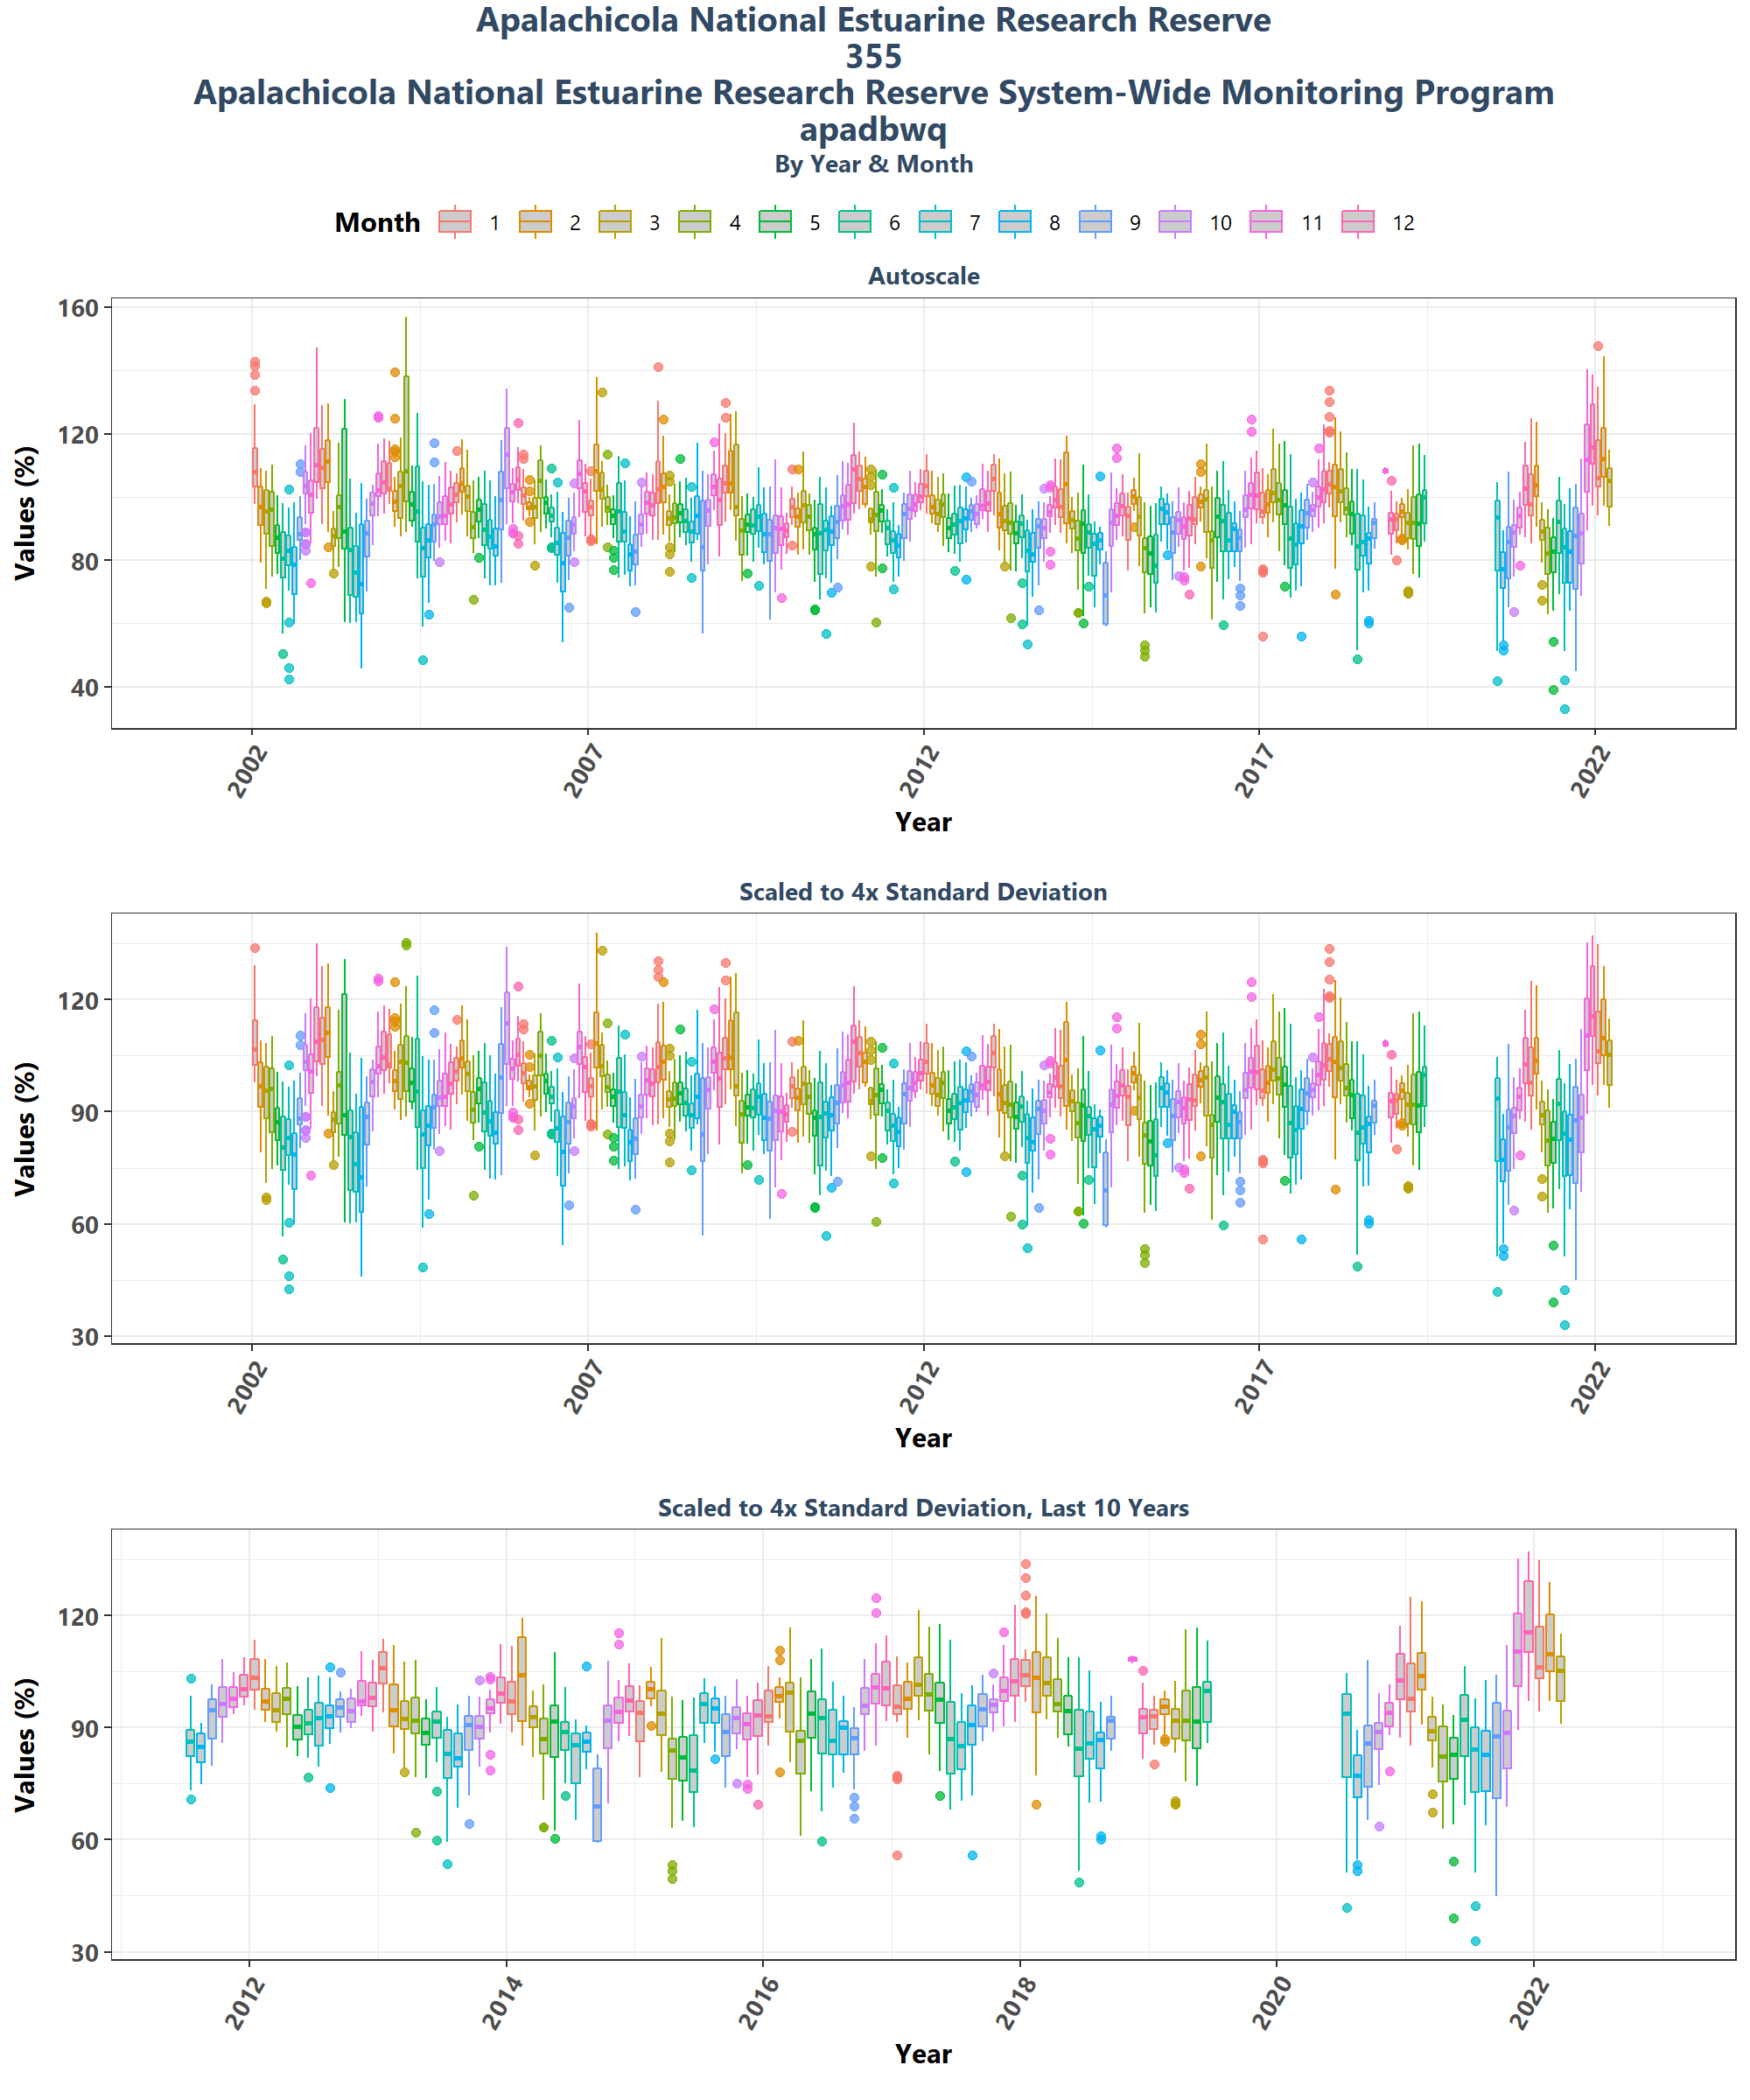 Apalachicola National Estuarine Research Reserve
355
Apalachicola National Estuarine Research Reserve System-Wide Monitoring Program
apadbwq
By Year & Month
Month 1 2 3 4 5 6 7 8 9 10 11 12
Autoscale
Values (%)
160
120
80
40
2002 2007 2012 2017 2022
Year
Scaled to 4x Standard Deviation
Values (%)
120
90
60
30
2002 2007 2012 2017 2022
Year
Scaled to 4x Standard Deviation, Last 10 Years
Values (%)
120
90
60
30
2012 2014 2016 2018 2020 2022
Year